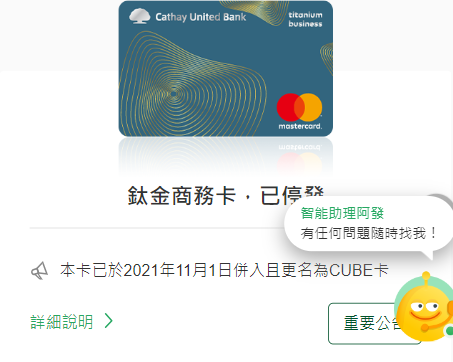 Cathay United Bank
titanium
business
mastercard.
鈦金商務卡，已停發
智能助理阿發
有任何問題隨時找我！
本卡已於2021年11月1日併入且更名為CUBE卡
詳細說明
重要公告